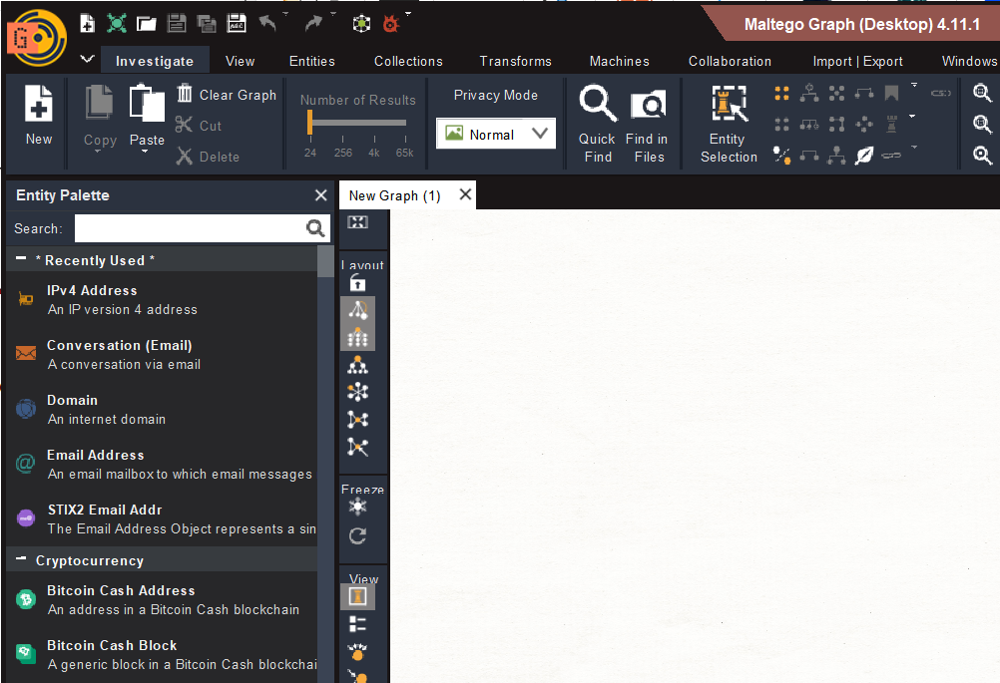 G
Maltego Graph (Desktop) 4.11.1
Investigate View Entities Collections Transforms Machines Collaboration Import | Export Windows
New
Copy
Paste
Clear Graph
Cut
Delete
Number of Results
24 256 4k 65k
Privacy Mode
Normal
Quick
Find
Find in
Files
Entity
Selection
Entity Palette
New Graph (1)
Search:
* Recently Used *
IPv4 Address
An IP version 4 address
Conversation (Email)
A conversation via email
Domain
An internet domain
Email Address
An email mailbox to which email messages
STIX2 Email Addr
The Email Address Object represents a sin
Cryptocurrency
Bitcoin Cash Address
An address in a Bitcoin Cash blockchain
Bitcoin Cash Block
A generic block in a Bitcoin Cash blockchai
Layout
Freeze
View